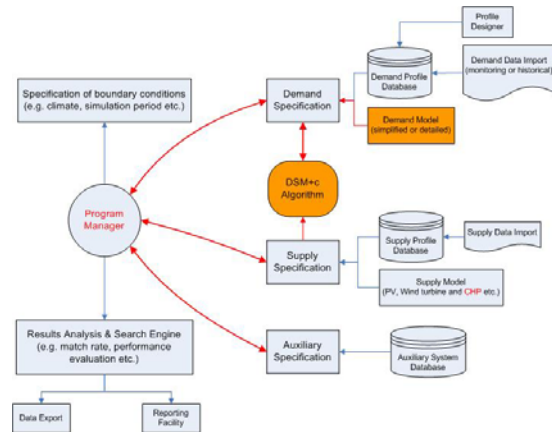 Profile
Designer
Demand Profile
Database
Demand Data Import
(monitoring or historical)
Specification of boundary conditions
(e.g. climate, simulation period etc.)
Demand
Specification
Demand Model
(simplified or detailed)
DSM+c
Algorithm
Program
Manager
Supply
Specification
Supply Profile
Database
Supply Data Import
Supply Model
(PV, Wind turbine and CHP etc.)
Results Analysis & Search Engine
(e.g. match rate, performance
evaluation etc.)
Auxiliary
Specification
Auxiliary System
Database
Data Export
Reporting
Facility